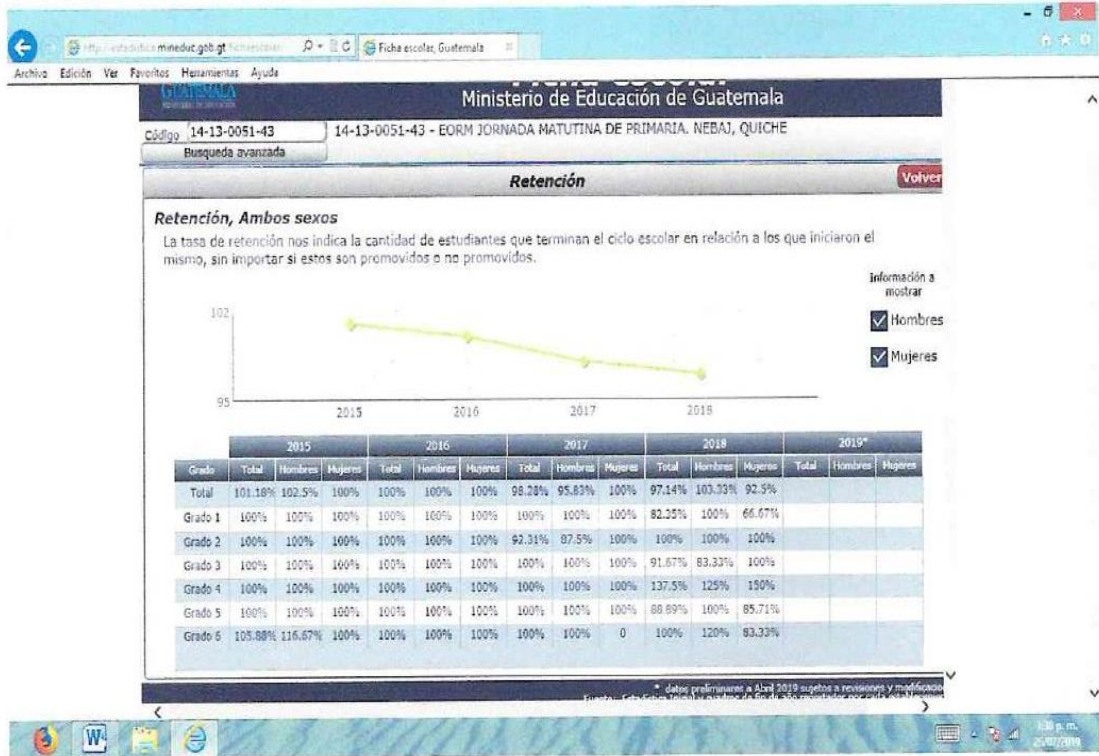 mineduc.gob.gt
Ficha escolar, Guatemala
Archivo Edición Ver Favoritos Herramientas Ayuda
GUATEMALA
Ministerio de Educación de Guatemala
Código 14-13-0051-43 14-13-0051-43 - EORM JORNADA MATUTINA DE PRIMARIA. NEBAJ, QUICHE
Busqueda avanzada
Retención Volver
Retención, Ambos sexos
La tasa de retención nos indica la cantidad de estudiantes que terminan el ciclo escolar en relación a los que iniciaron el
mismo, sin importar si estos son promovidos o no promovidos.
Información a
mostrar
Hombres
Mujeres
102
95
2015 2016 2017 2018
2015 2016 2017 2018 2019*
Grado Total Hombres Mujeres Total Hombres Mujeres Total Hombres Mujeres Total Hombres Mujeres Total Hombres Mujeres
Total 101.18% 102.5% 100% 100% 100% 100% 98.28% 95.83% 100% 97.14% 103.33% 92.5%
Grado 1 100% 100% 100% 100% 100% 100% 100% 100% 100% 82.35% 100% 66.67%
Grado 2 100% 100% 100% 100% 100% 100% 92.31% 87.5% 100% 100% 100% 100%
Grado 3 100% 100% 100% 100% 100% 100% 100% 100% 100% 91.67% 83.33% 100%
Grado 4 100% 100% 100% 100% 100% 100% 100% 100% 100% 137.5% 125% 150%
Grado 5 100% 100% 100% 100% 100% 100% 100% 100% 100% 88.89% 100% 85.71%
Grado 6 105.88% 116.67% 100% 100% 100% 100% 100% 100% 0 100% 120% 83.33%
* datos preliminares a Abril 2019 sujetos a revisiones y modificacio
1:30 p. m.
25/07/2019